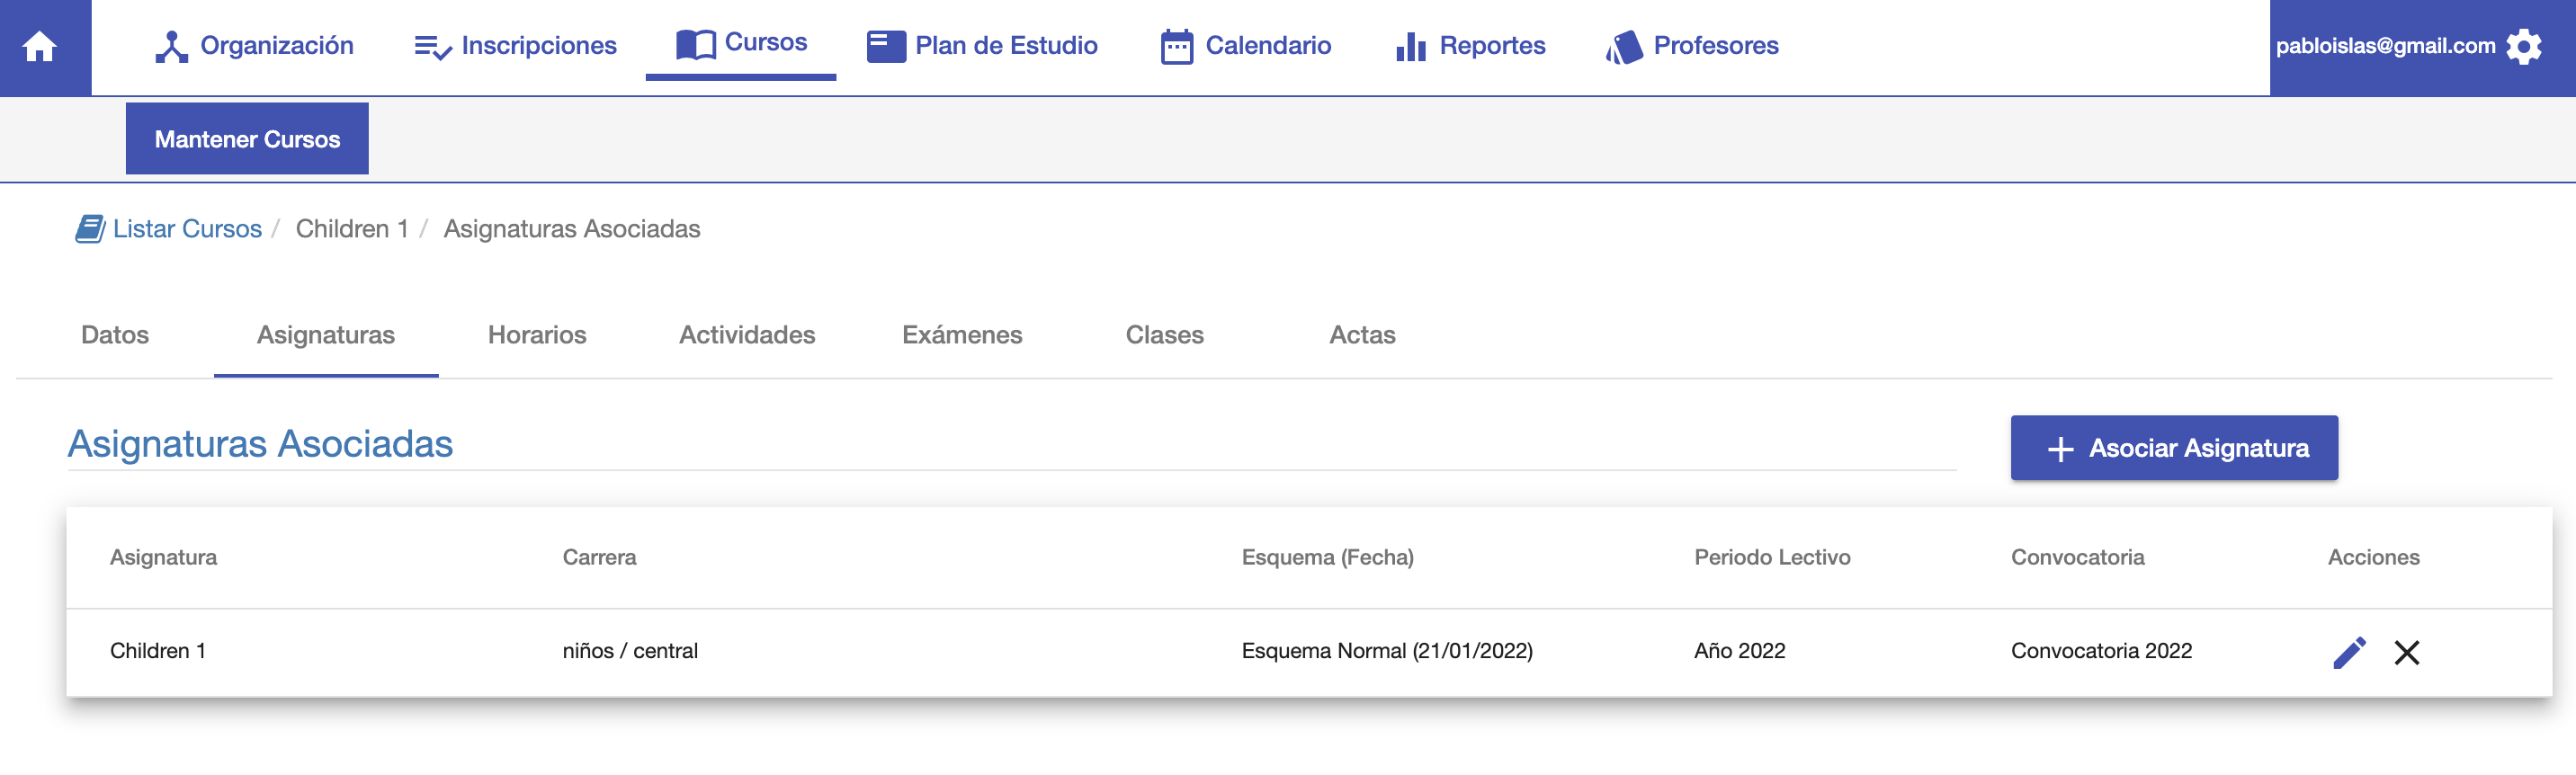 Organización Inscripciones Cursos Plan de Estudio Calendario Reportes Profesores pabloislas@gmail.com
Mantener Cursos
Listar Cursos / Children 1 / Asignaturas Asociadas
Datos Asignaturas Horarios Actividades Exámenes Clases Actas
Asignaturas Asociadas + Asociar Asignatura
Asignatura Carrera Esquema (Fecha) Periodo Lectivo Convocatoria Acciones
Children 1 niños / central Esquema Normal (21/01/2022) Año 2022 Convocatoria 2022